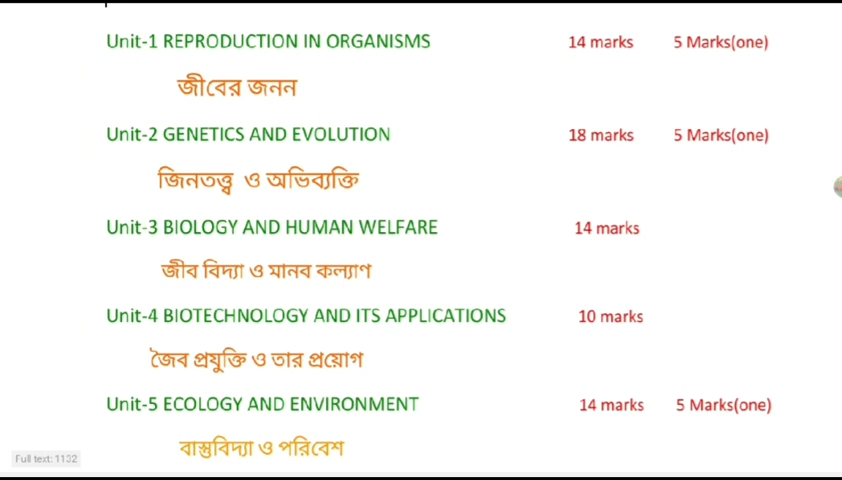 Unit-1 REPRODUCTION IN ORGANISMS 14 marks 5 Marks(one)
জীবের জনন
Unit-2 GENETICS AND EVOLUTION 18 marks 5 Marks(one)
জিনতত্ত্ব ও অভিব্যক্তি
Unit-3 BIOLOGY AND HUMAN WELFARE 14 marks
জীব বিদ্যা ও মানব কল্যাণ
Unit-4 BIOTECHNOLOGY AND ITS APPLICATIONS 10 marks
জৈব প্রযুক্তি ও তার প্রয়োগ
Unit-5 ECOLOGY AND ENVIRONMENT 14 marks 5 Marks(one)
বাস্তুবিদ্যা ও পরিবেশ
Full text: 1132